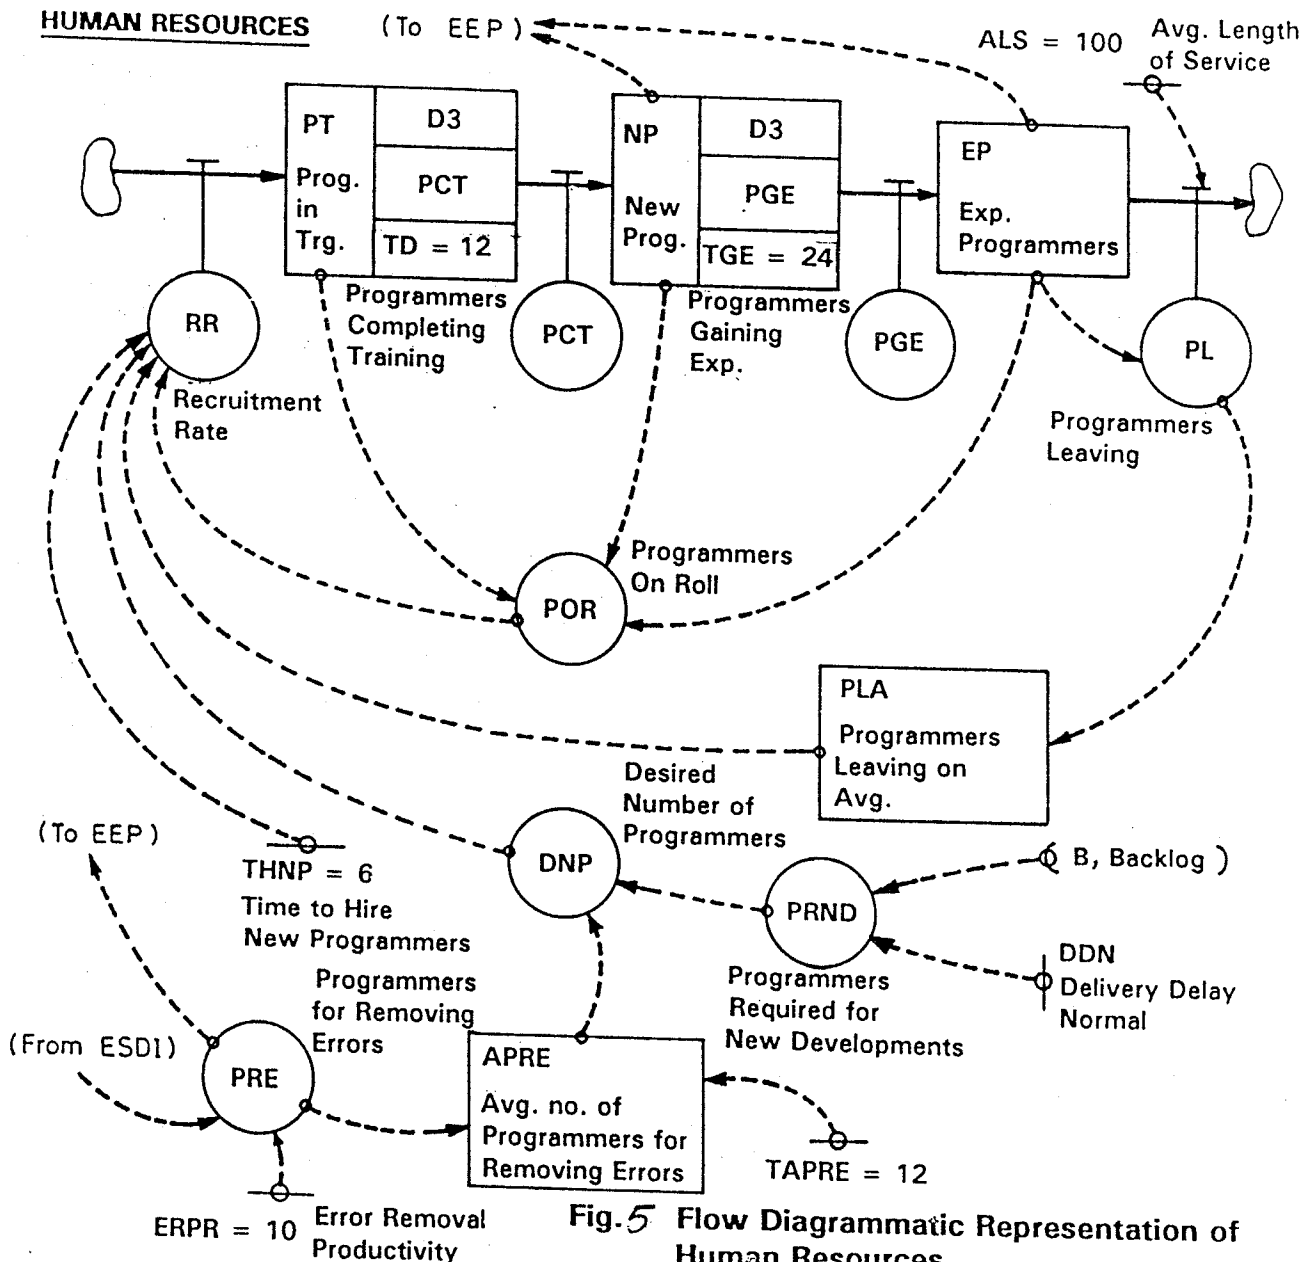 HUMAN RESOURCES
(To EEP)
ALS = 100
Avg. Length
of Service
PT
Prog.
in
Trg.
D3
PCT
TD = 12
NP
New
Prog.
D3
PGE
TGE = 24
EP
Exp.
Programmers
RR
Recruitment
Rate
Programmers
Completing
Training
PCT
Programmers
Gaining
Exp.
PGE
PL
Programmers
Leaving
POR
Programmers
On Roll
PLA
Programmers
Leaving on
Avg.
Desired
Number of
Programmers
DNP
(To EEP)
THNP = 6
Time to Hire
New Programmers
PRND
Programmers
Required for
New Developments
( B, Backlog )
DDN
Delivery Delay
Normal
Programmers
for Removing
Errors
(From ESDI)
PRE
APRE
Avg. no. of
Programmers for
Removing Errors
TAPRE = 12
ERPR = 10
Error Removal
Productivity
Fig.5 Flow Diagrammatic Representation of
Human Resources